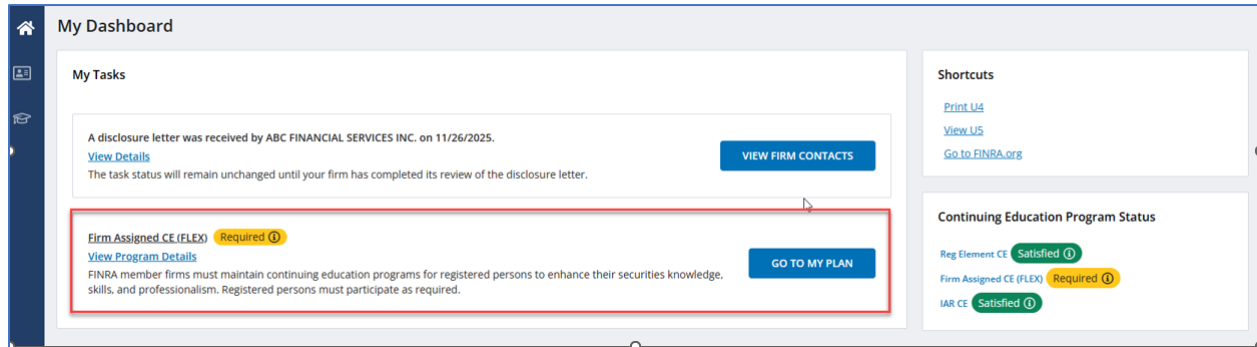 My Dashboard
My Tasks
A disclosure letter was received by ABC FINANCIAL SERVICES INC. on 11/26/2025.
View Details
The task status will remain unchanged until your firm has completed its review of the disclosure letter.
VIEW FIRM CONTACTS
Firm Assigned CE (FLEX) Required
View Program Details
FINRA member firms must maintain continuing education programs for registered persons to enhance their securities knowledge,
skills, and professionalism. Registered persons must participate as required.
GO TO MY PLAN
Shortcuts
Print U4
View U5
Go to FINRA.org
Continuing Education Program Status
Reg Element CE Satisfied
Firm Assigned CE (FLEX) Required
IAR CE Satisfied